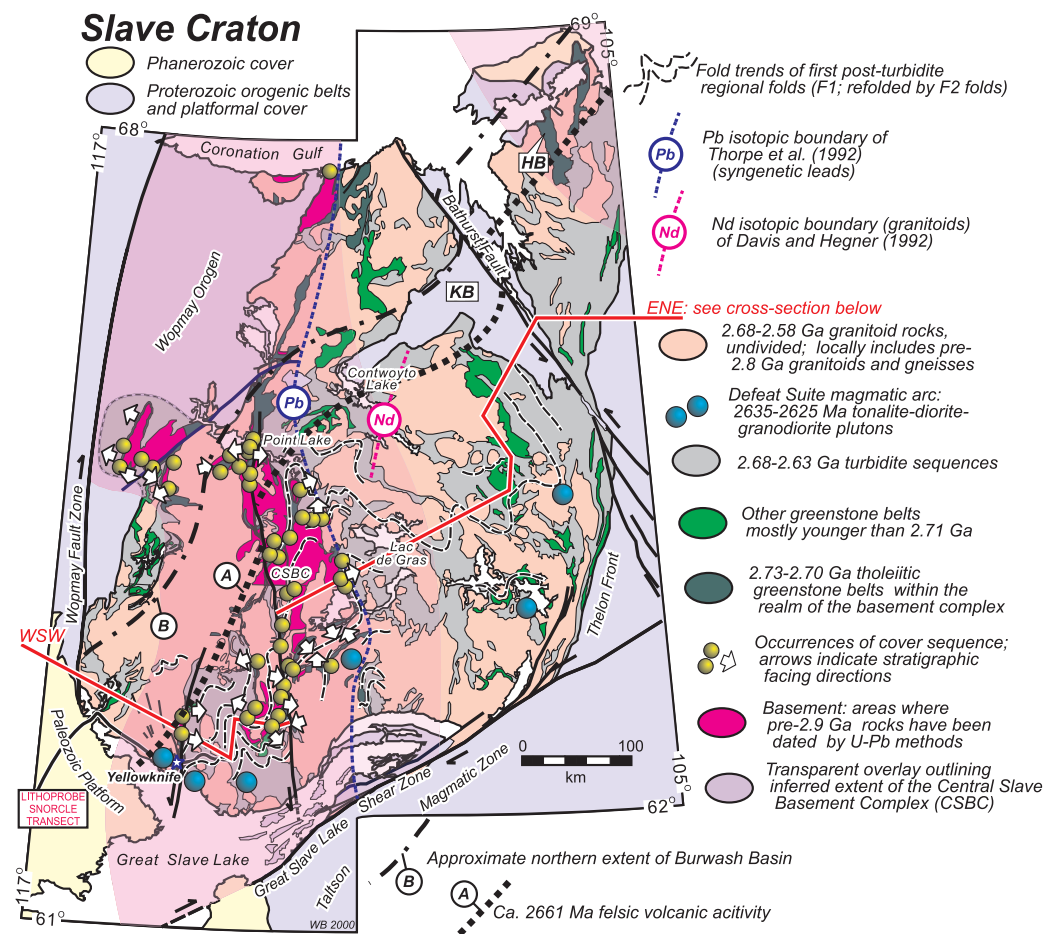 Slave Craton
Phanerozoic cover
Proterozoic orogenic belts
and platformal cover
117°
68°
69°
105°
Coronation Gulf
Wopmay Orogen
HB
Bathurst Fault
KB
Contwoyto
Lake
Pb
Nd
Point Lake
Lac
de Gras
CSBC
A
B
Wopmay Fault Zone
Thelon Front
WSW
Paleozoic Platform
Yellowknife
LITHOPROBE
SNORCLE
TRANSECT
Great Slave Lake
Great Slave Lake Shear Zone
Taltson Magmatic Zone
0 100
km
105°
62°
117°
61°
WB 2000
Fold trends of first post-turbidite
regional folds (F1; refolded by F2 folds)
Pb
Pb isotopic boundary of
Thorpe et al. (1992)
(syngenetic leads)
Nd
Nd isotopic boundary (granitoids)
of Davis and Hegner (1992)
ENE: see cross-section below
2.68-2.58 Ga granitoid rocks,
undivided; locally includes pre-
2.8 Ga granitoids and gneisses
Defeat Suite magmatic arc:
2635-2625 Ma tonalite-diorite-
granodiorite plutons
2.68-2.63 Ga turbidite sequences
Other greenstone belts
mostly younger than 2.71 Ga
2.73-2.70 Ga tholeiitic
greenstone belts within the
realm of the basement complex
Occurrences of cover sequence;
arrows indicate stratigraphic
facing directions
Basement: areas where
pre-2.9 Ga rocks have been
dated by U-Pb methods
Transparent overlay outlining
inferred extent of the Central Slave
Basement Complex (CSBC)
B
Approximate northern extent of Burwash Basin
A
Ca. 2661 Ma felsic volcanic acitivity